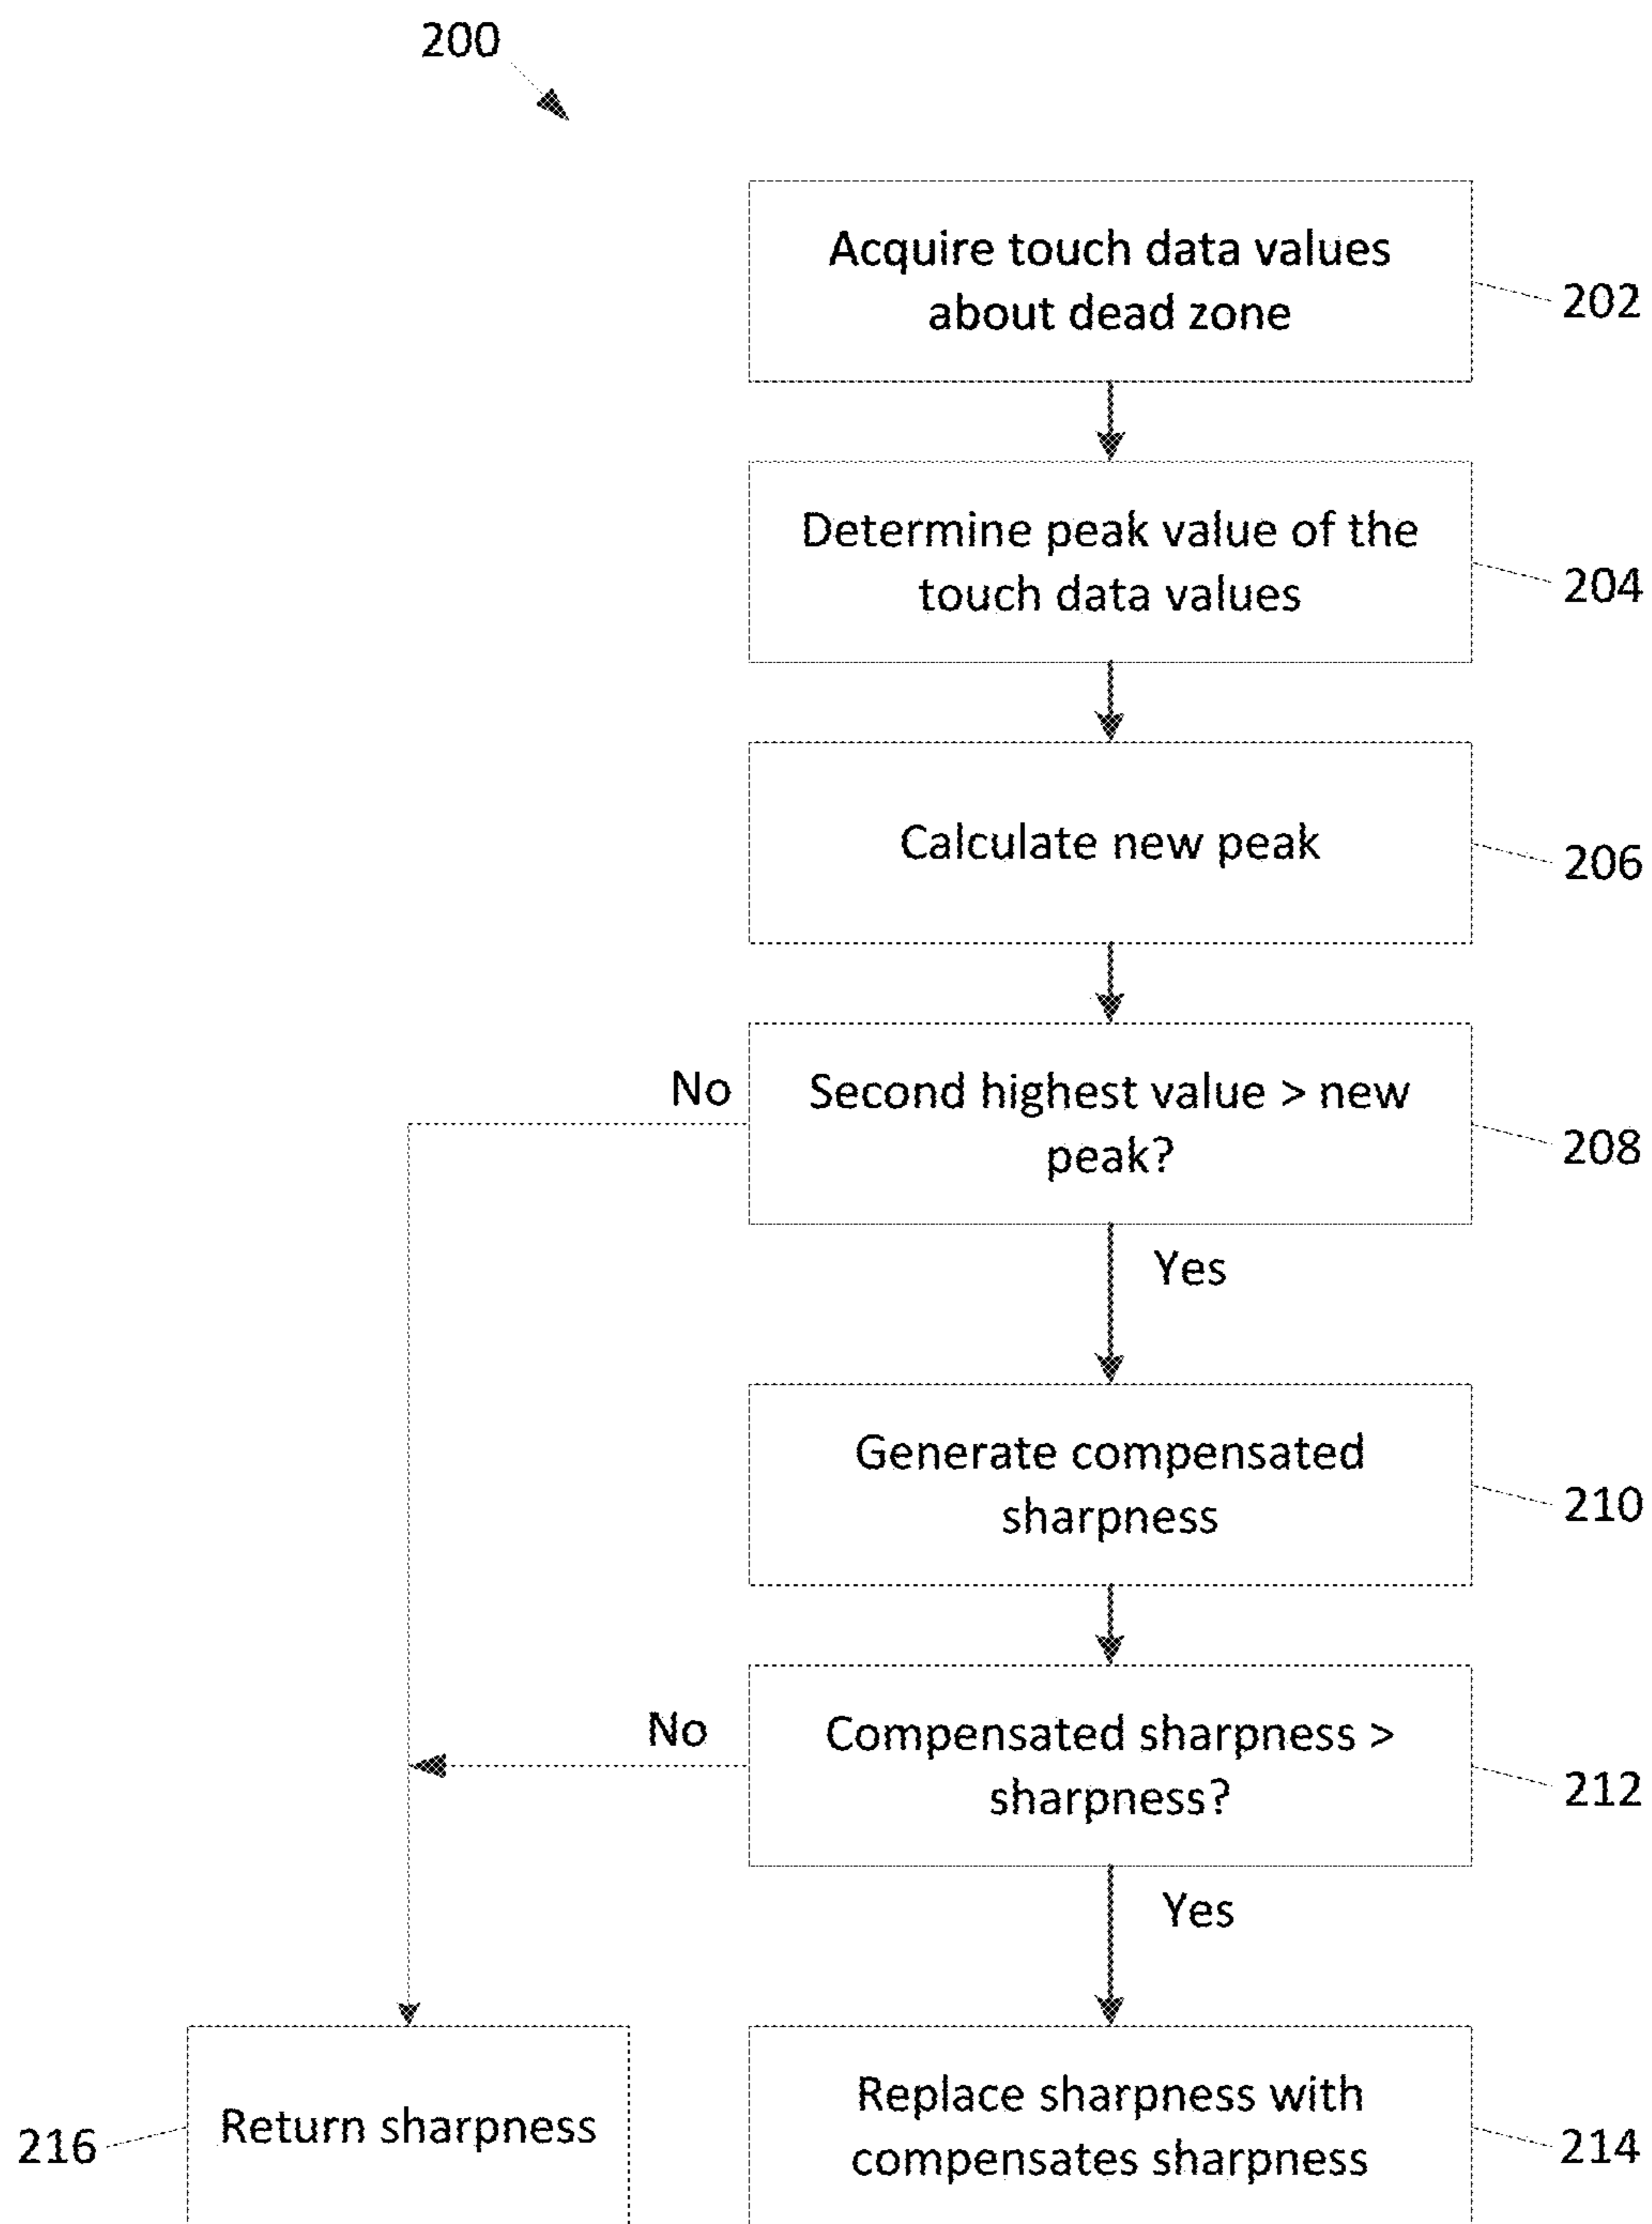 200
Acquire touch data values
about dead zone
202
Determine peak value of the
touch data values
204
Calculate new peak
206
No
Second highest value > new
peak?
208
Yes
Generate compensated
sharpness
210
No
Compensated sharpness >
sharpness?
212
Yes
216
Return sharpness
Replace sharpness with
compensates sharpness
214